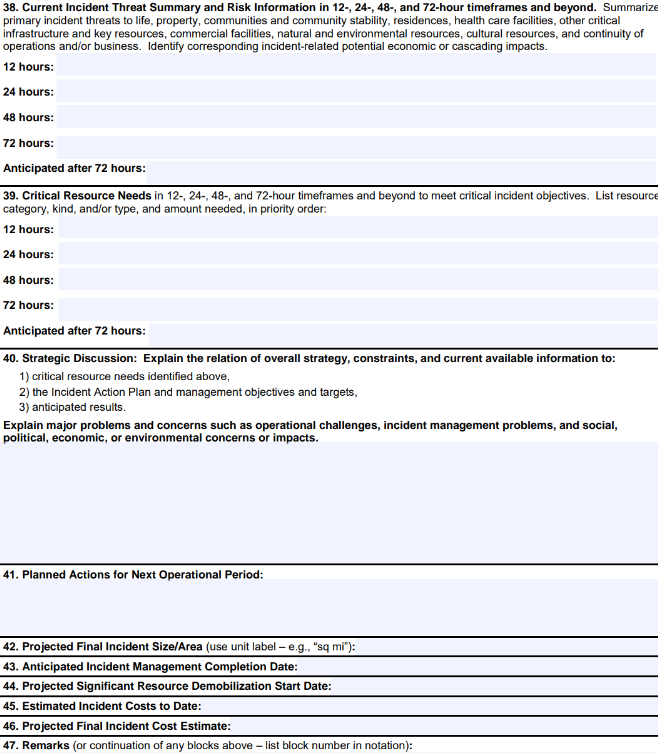 38. Current Incident Threat Summary and Risk Information in 12-, 24-, 48-, and 72-hour timeframes and beyond. Summarize
primary incident threats to life, property, communities and community stability, residences, health care facilities, other critical
infrastructure and key resources, commercial facilities, natural and environmental resources, cultural resources, and continuity of
operations and/or business. Identify corresponding incident-related potential economic or cascading impacts.
12 hours:
24 hours:
48 hours:
72 hours:
Anticipated after 72 hours:
39. Critical Resource Needs in 12-, 24-, 48-, and 72-hour timeframes and beyond to meet critical incident objectives. List resource
category, kind, and/or type, and amount needed, in priority order:
12 hours:
24 hours:
48 hours:
72 hours:
Anticipated after 72 hours:
40. Strategic Discussion: Explain the relation of overall strategy, constraints, and current available information to:
1) critical resource needs identified above,
2) the Incident Action Plan and management objectives and targets,
3) anticipated results.
Explain major problems and concerns such as operational challenges, incident management problems, and social,
political, economic, or environmental concerns or impacts.
41. Planned Actions for Next Operational Period:
42. Projected Final Incident Size/Area (use unit label – e.g., “sq mi”):
43. Anticipated Incident Management Completion Date:
44. Projected Significant Resource Demobilization Start Date:
45. Estimated Incident Costs to Date:
46. Projected Final Incident Cost Estimate:
47. Remarks (or continuation of any blocks above – list block number in notation):